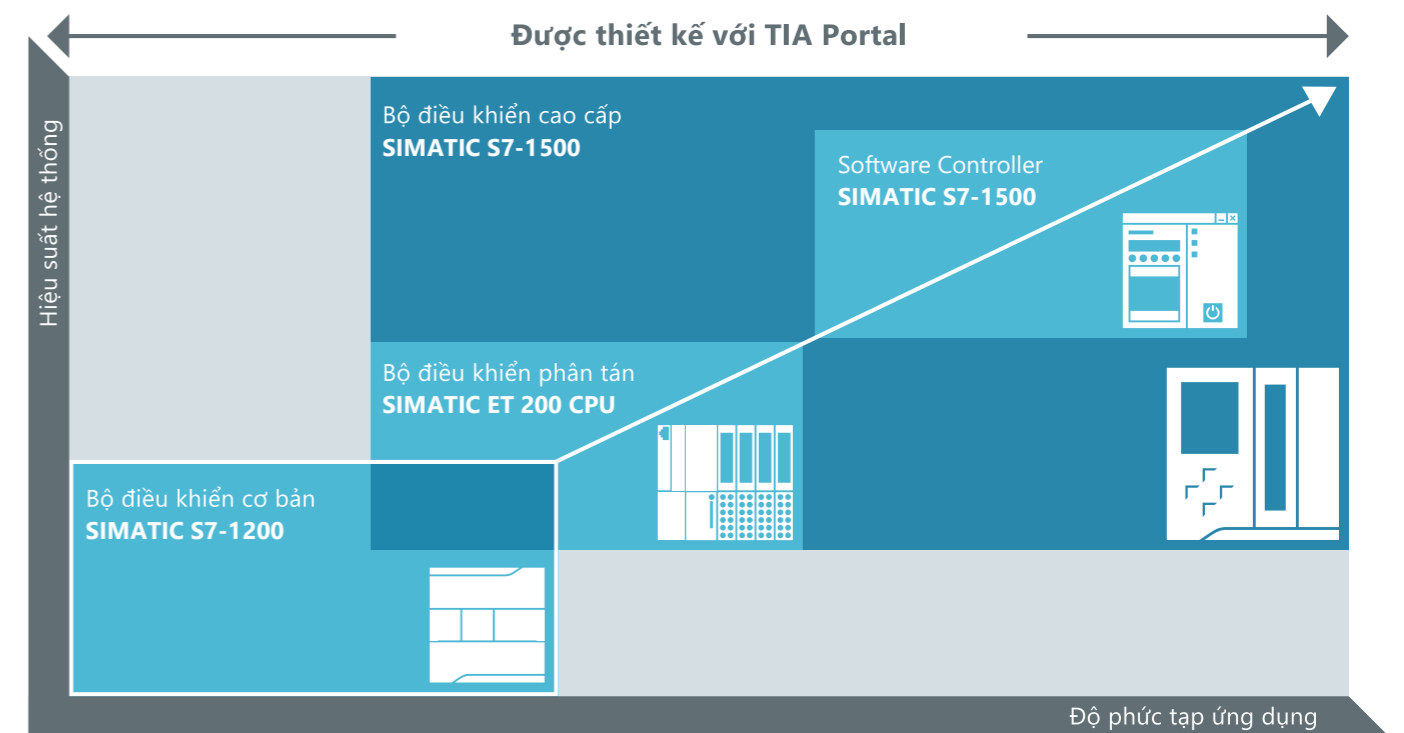 Được thiết kế với TIA Portal
Hiệu suất hệ thống
Bộ điều khiển cao cấp
SIMATIC S7-1500
Software Controller
SIMATIC S7-1500
Bộ điều khiển phân tán
SIMATIC ET 200 CPU
Bộ điều khiển cơ bản
SIMATIC S7-1200
Độ phức tạp ứng dụng